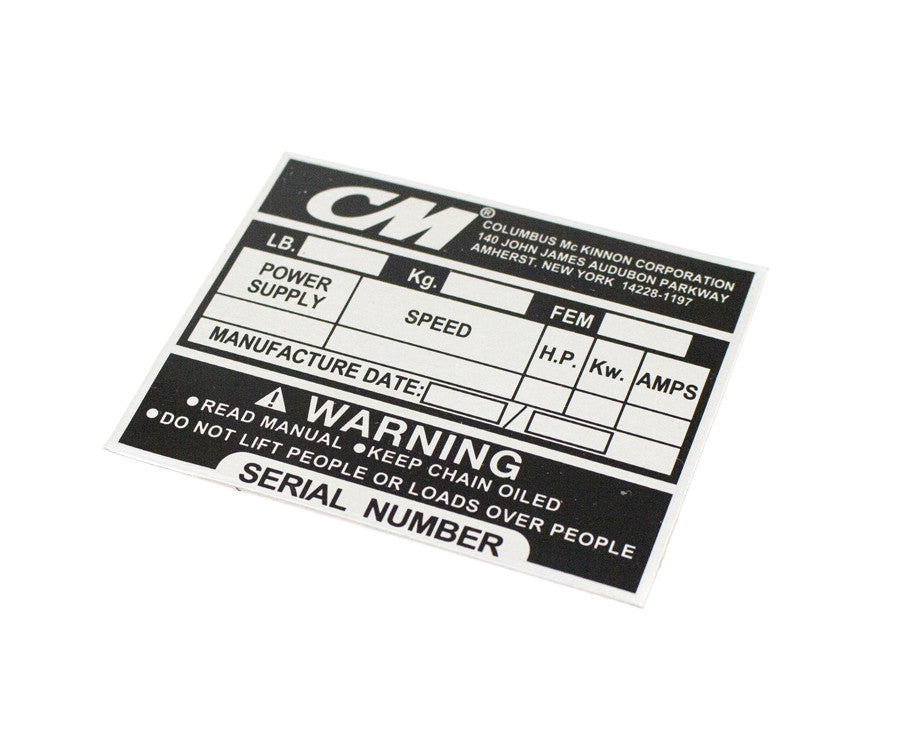 CM®
COLUMBUS Mc KINNON CORPORATION
140 JOHN JAMES AUDUBON PARKWAY
AMHERST, NEW YORK 14228-1197
LB. Kg. FEM
POWER
SUPPLY
SPEED
H.P. Kw. AMPS
MANUFACTURE DATE: /
WARNING
•READ MANUAL •KEEP CHAIN OILED
•DO NOT LIFT PEOPLE OR LOADS OVER PEOPLE
SERIAL NUMBER